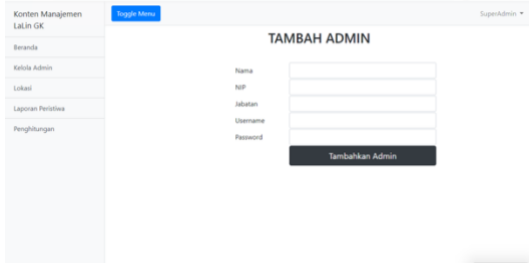 Konten Manajemen
LaLin GK
Toggle Menu
SuperAdmin
Beranda
Kelola Admin
Lokasi
Laporan Peristiwa
Penghitungan
TAMBAH ADMIN
Nama
NIP
Jabatan
Username
Password
Tambahkan Admin